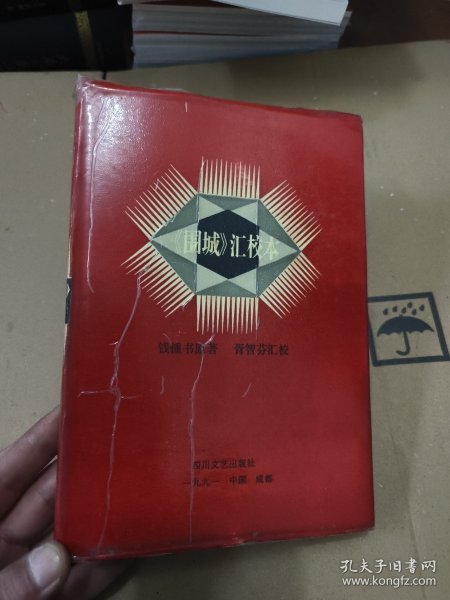 《围城》汇校本
钱锺书原著 胥智芬汇校
四川文艺出版社
一九九一 中国 成都
孔夫子旧书网
www.kongfz.com